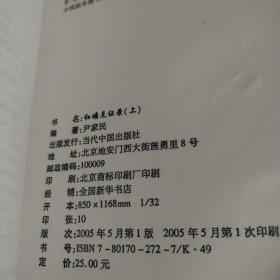 书　名：红墙见证录(上)
编　著：尹家民
出版发行：当代中国出版社
地　址：北京地安门西大街旌勇里8号
邮政编码：100009
印　刷：北京商标印刷厂印刷
经　销：全国新华书店
开　本：850×1168mm 1/32
印　张：10
版　次：2005年5月第1版 2005年5月第1次印刷
书　号：ISBN 7-80170-272-7/K·49
定　价：25.00元